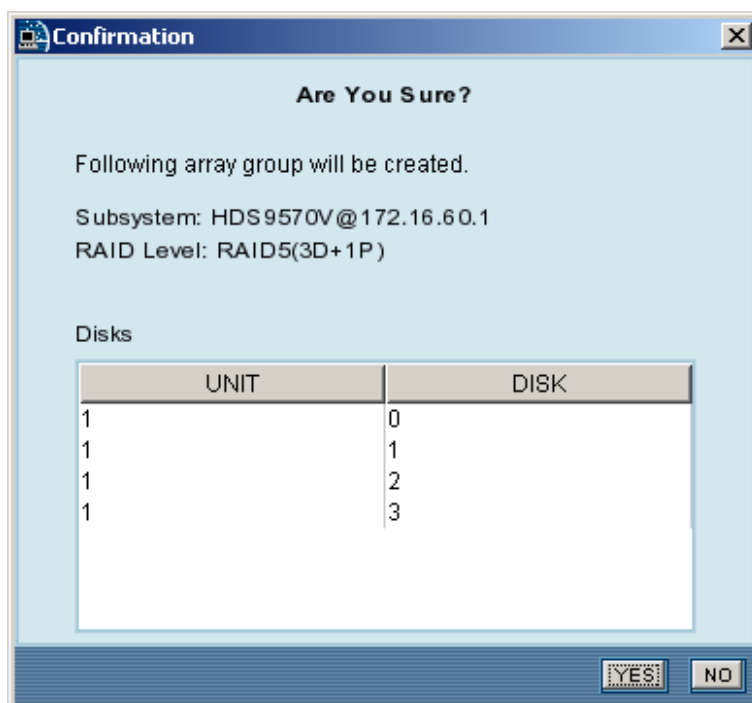 Confirmation
Are You Sure?
Following array group will be created.
Subsystem: HDS9570V@172.16.60.1
RAID Level: RAID5(3D+1P)
Disks
UNIT DISK
1 0
1 1
1 2
1 3
YES NO